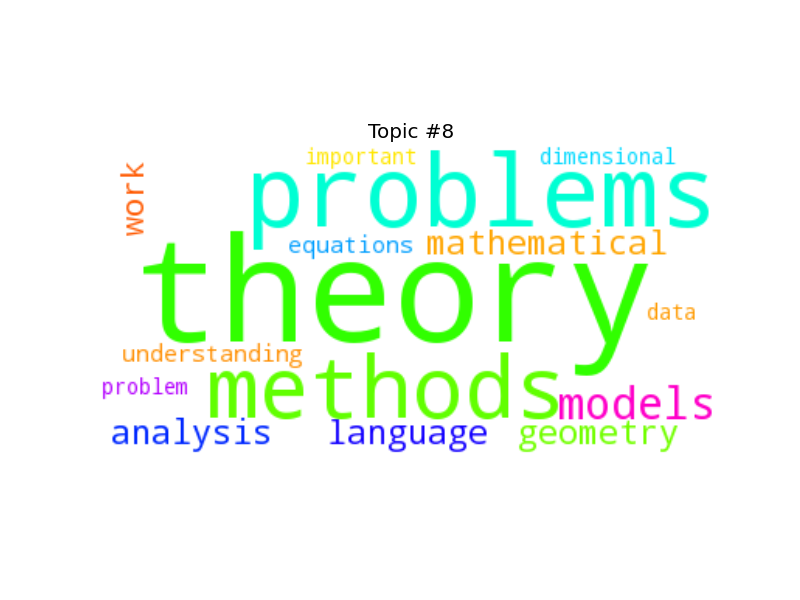 Topic #8
important
dimensional
work
problems
equations
mathematical
theory
data
understanding
problem
methods
models
analysis
language
geometry